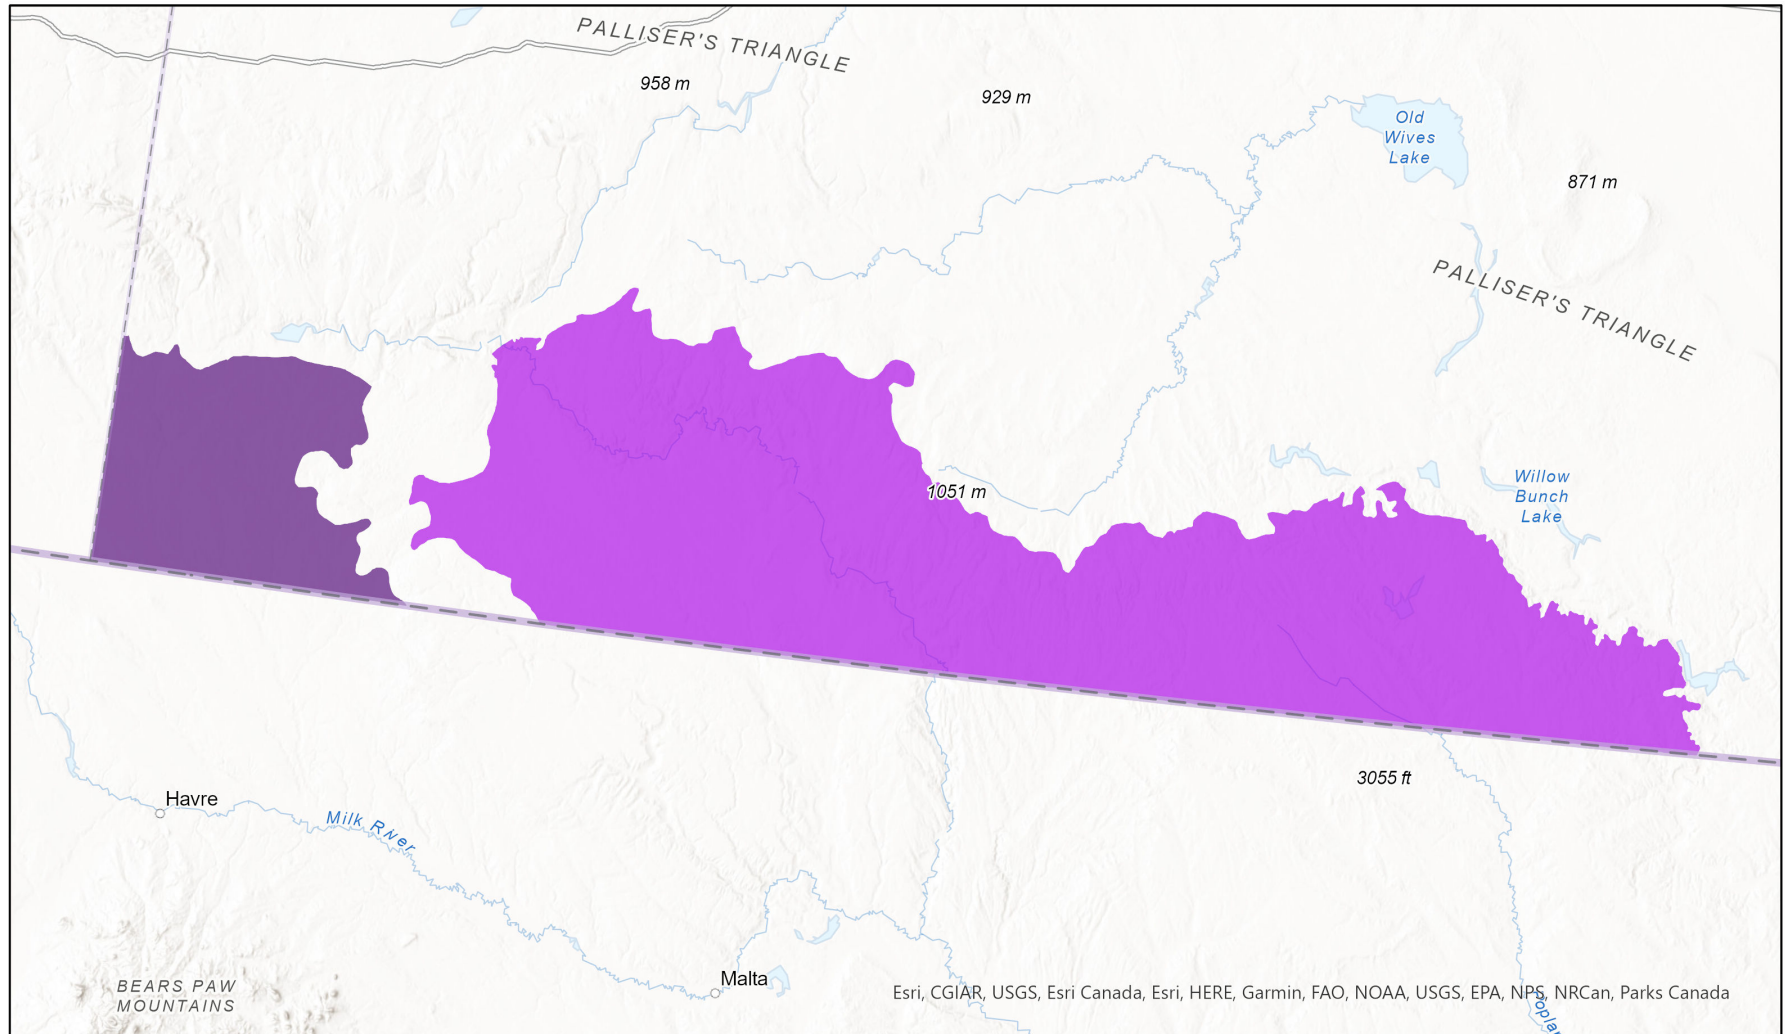 PALLISER'S TRIANGLE
958 m
929 m
Old
Wives
Lake
871 m
PALLISER'S TRIANGLE
1051 m
Willow
Bunch
Lake
3055 ft
Havre
Milk River
Malta
BEARS PAW
MOUNTAINS
Esri, CGIAR, USGS, Esri Canada, Esri, HERE, Garmin, FAO, NOAA, USGS, EPA, NPS, NRCan, Parks Canada